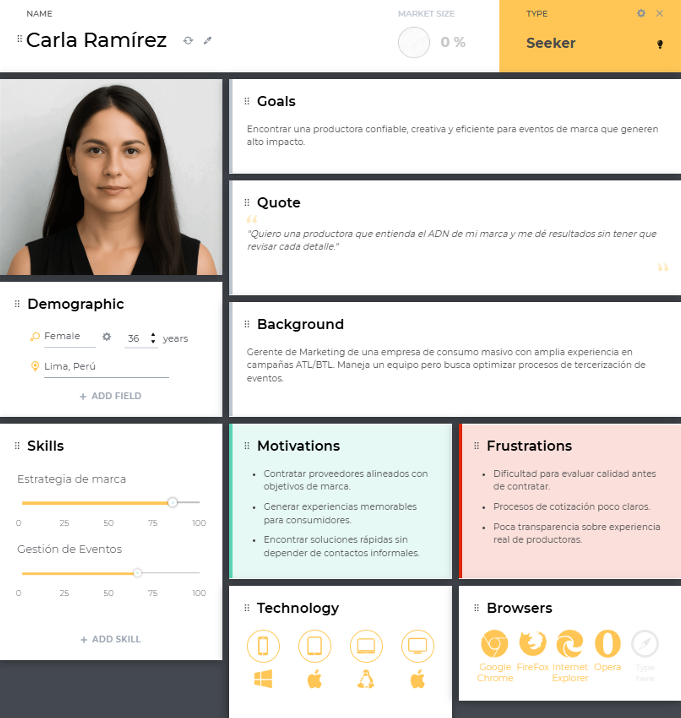 NAME
Carla Ramírez
MARKET SIZE
0 %
TYPE
Seeker
Goals
Encontrar una productora confiable, creativa y eficiente para eventos de marca que generen
alto impacto.
Quote
“
"Quiero una productora que entienda el ADN de mi marca y me dé resultados sin tener que
revisar cada detalle."
”
Demographic
Female
36 years
Lima, Perú
+ ADD FIELD
Background
Gerente de Marketing de una empresa de consumo masivo con amplia experiencia en
campañas ATL/BTL. Maneja un equipo pero busca optimizar procesos de tercerización de
eventos.
Skills
Estrategia de marca
0 25 50 75 100
Gestión de Eventos
0 25 50 75 100
+ ADD SKILL
Motivations
• Contratar proveedores alineados con
objetivos de marca.
• Generar experiencias memorables
para consumidores.
• Encontrar soluciones rápidas sin
depender de contactos informales.
Frustrations
• Dificultad para evaluar calidad antes
de contratar.
• Procesos de cotización poco claros.
• Poca transparencia sobre experiencia
real de productoras.
Technology
Browsers
Google
Chrome
FireFox
Internet
Explorer
Opera
Type
here